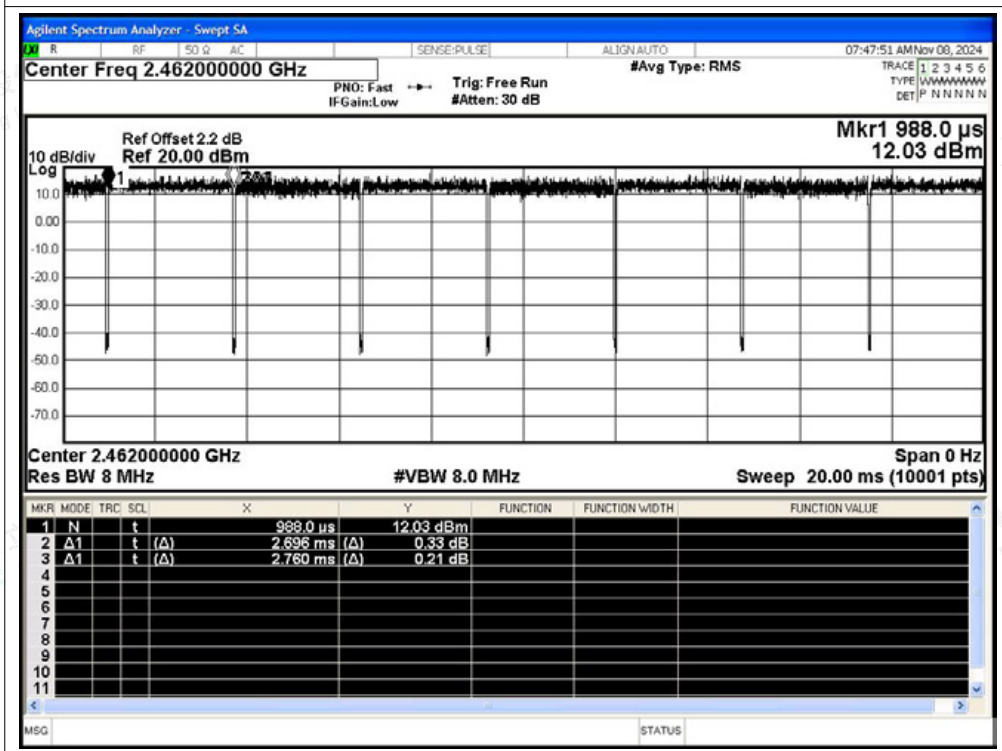 Agilent Spectrum Analyzer - Swept SA
LXI R RF 50 Ω AC SENSE:PULSE ALIGN AUTO 07:47:51 AM Nov 08, 2024
Center Freq 2.462000000 GHz
PNO: Fast
IFGain:Low
Trig: Free Run
#Atten: 30 dB
#Avg Type: RMS
TRACE 1 2 3 4 5 6
TYPE WWWWWW
DET P N N N N N
Mkr1 988.0 µs
12.03 dBm
Ref Offset 2.2 dB
10 dB/div Ref 20.00 dBm
Log
1 2Δ1
10.0
0.00
-10.0
-20.0
-30.0
-40.0
-50.0
-60.0
-70.0
Center 2.462000000 GHz Span 0 Hz
Res BW 8 MHz #VBW 8.0 MHz Sweep 20.00 ms (10001 pts)
MKR MODE TRC SCL X Y FUNCTION FUNCTION WIDTH FUNCTION VALUE
1 N t 988.0 µs 12.03 dBm
2 Δ1 t (Δ) 2.696 ms (Δ) 0.33 dB
3 Δ1 t (Δ) 2.760 ms (Δ) 0.21 dB
4
5
6
7
8
9
10
11
MSG STATUS